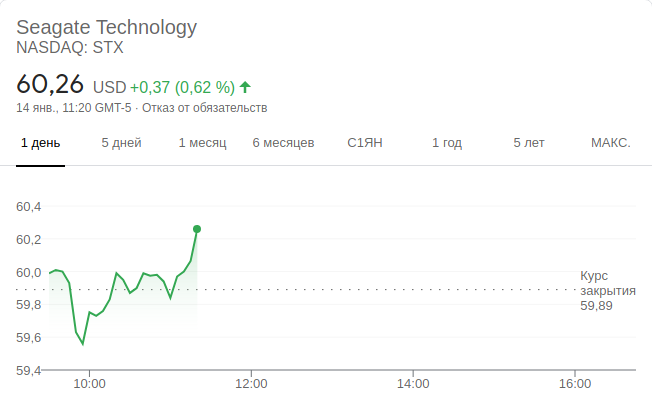 Seagate Technology
NASDAQ: STX
60,26 USD +0,37 (0,62 %)
14 янв., 11:20 GMT-5 · Отказ от обязательств
1 день 5 дней 1 месяц 6 месяцев С1ЯН 1 год 5 лет МАКС.
60,4
60,2
60,0
59,8
59,6
59,4
Курс
закрытия
59,89
10:00 12:00 14:00 16:00